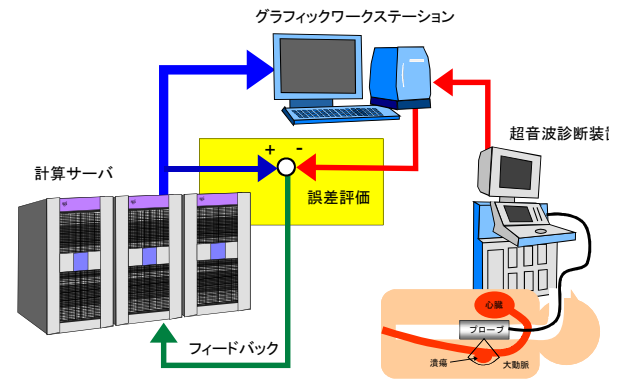 グラフィックワークステーション
超音波診断装
計算サーバ
+ -
誤差評価
フィードバック
心臓
プローブ
潰瘍
大動脈